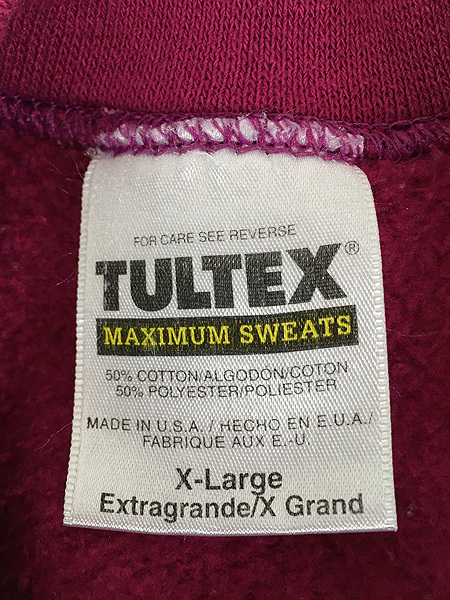 FOR CARE SEE REVERSE
TULTEX®
MAXIMUM SWEATS
50% COTTON/ALGODON/COTON
50% POLYESTER/POLIESTER
MADE IN U.S.A. / HECHO EN E.U.A./
FABRIQUE AUX E.-U.
X-Large
Extragrande/X Grand